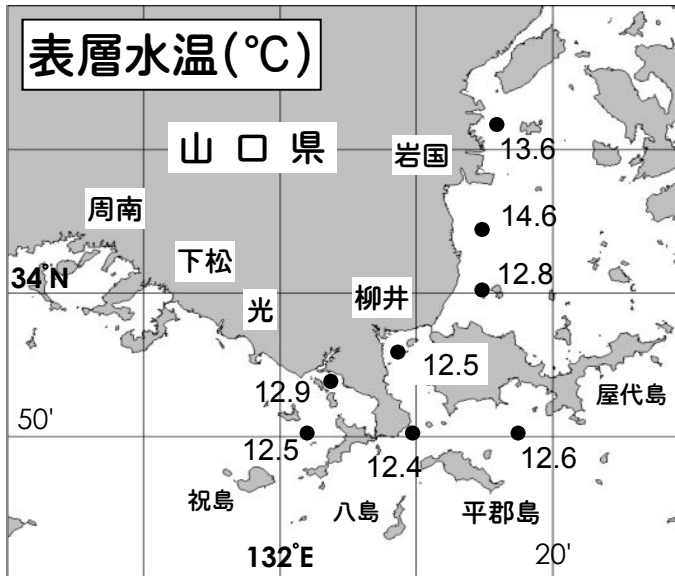 表層水温(℃)
山口県
岩国
13.6
周南
14.6
下松
34°N
12.8
光
柳井
12.5
12.9
屋代島
50'
12.5
12.4
12.6
祝島
八島
平郡島
132°E
20'